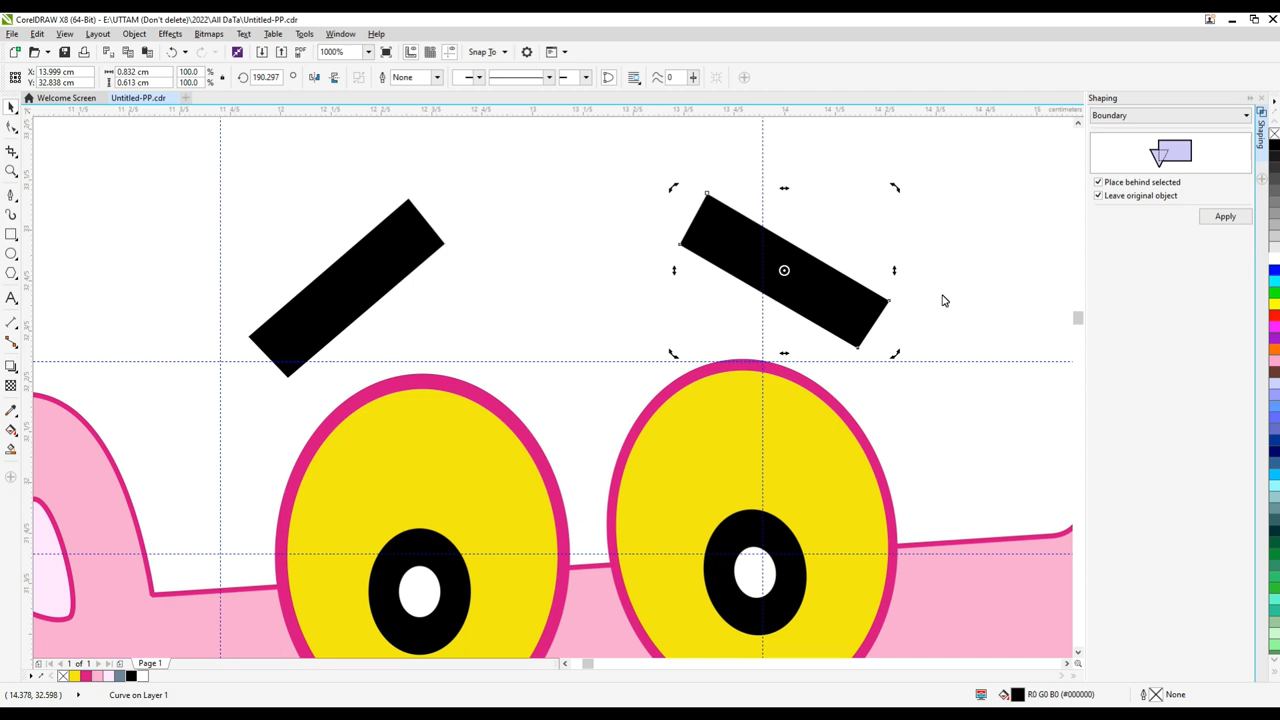 CorelDRAW X8 (64-Bit) - E:\UTTAM (Don't delete)\2022\All DaTa\Untitled-PP.cdr
File Edit View Layout Object Effects Bitmaps Text Table Tools Window Help
1000% PDF Snap To
X: 13.999 cm
Y: 32.838 cm
0.832 cm
0.613 cm
100.0 %
100.0 %
190.297 °
None
0
Welcome Screen Untitled-PP.cdr
centimeters
Shaping
Boundary
Place behind selected
Leave original object
Apply
Shaping
1 of 1 Page 1
( 14.378, 32.598 ) Curve on Layer 1 R0 G0 B0 (#000000) None